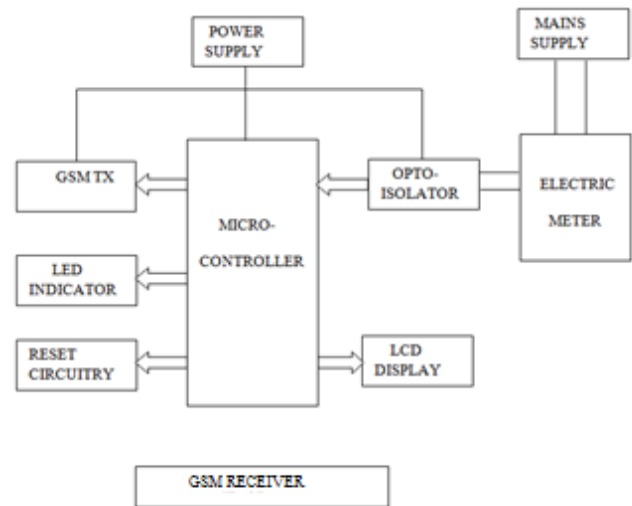 POWER
SUPPLY
MAINS
SUPPLY
GSM TX
OPTO-
ISOLATOR
ELECTRIC
METER
MICRO-
CONTROLLER
LED
INDICATOR
RESET
CIRCUITRY
LCD
DISPLAY
GSM RECEIVER